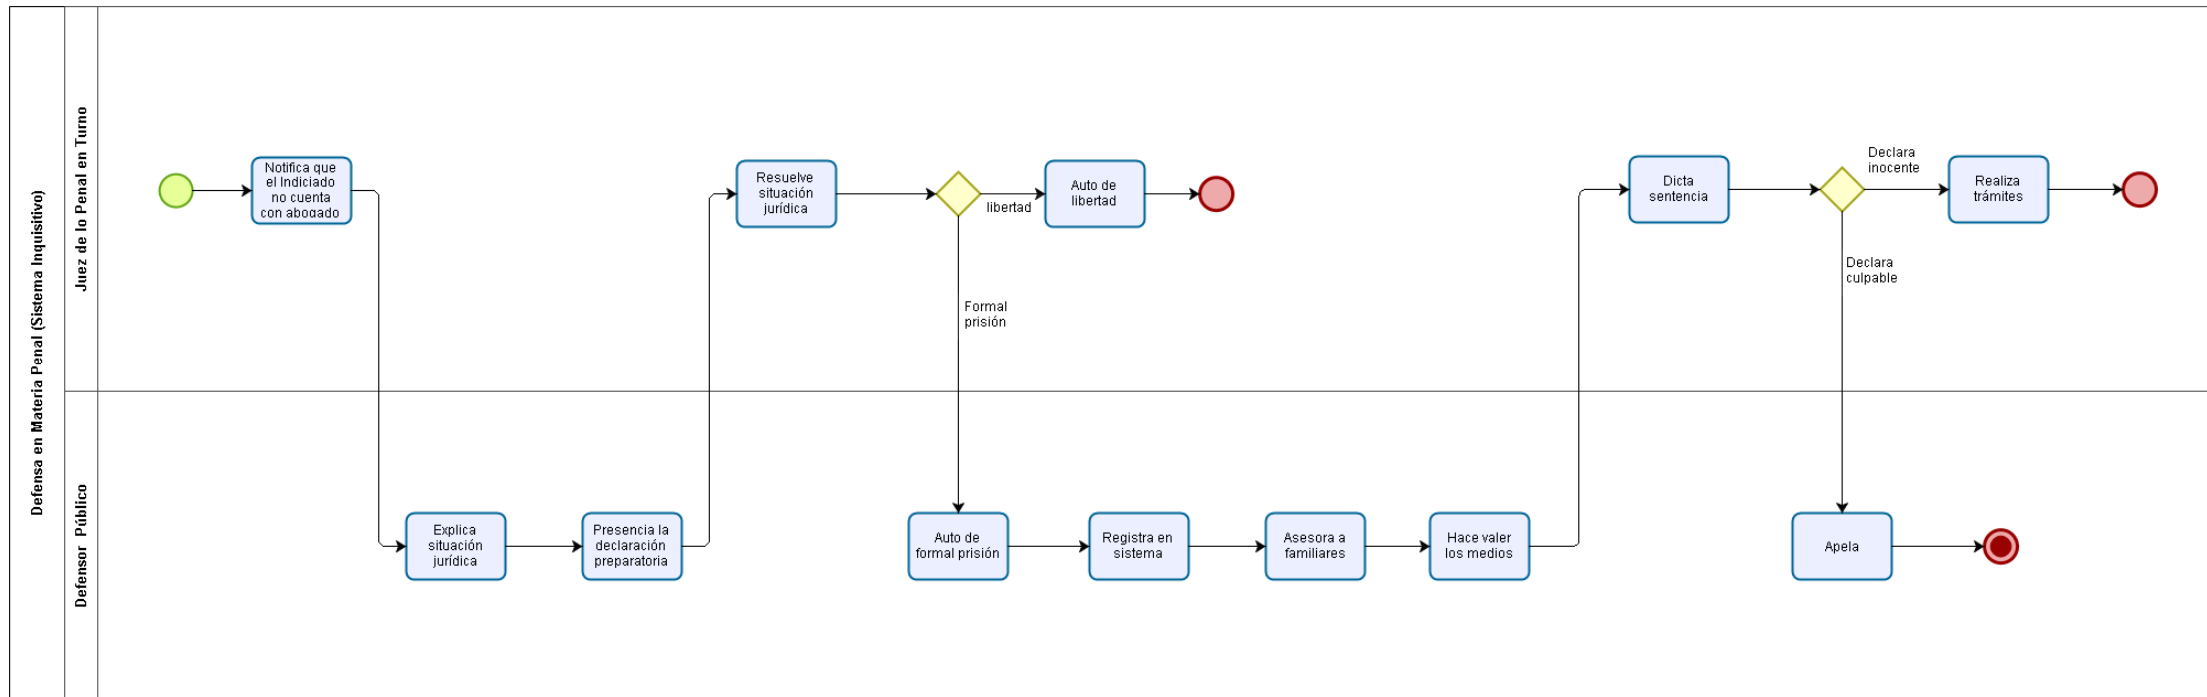 Defensa en Materia Penal (Sistema Inquisitivo)
Juez de lo Penal en Turno
Notifica que
el Indiciado
no cuenta
con abogado
Resuelve
situación
jurídica
libertad
Auto de
libertad
Formal
prisión
Dicta
sentencia
Declara
inocente
Realiza
trámites
Declara
culpable
Defensor Público
Explica
situación
jurídica
Presencia la
declaración
preparatoria
Auto de
formal prisión
Registra en
sistema
Asesora a
familiares
Hace valer
los medios
Apela